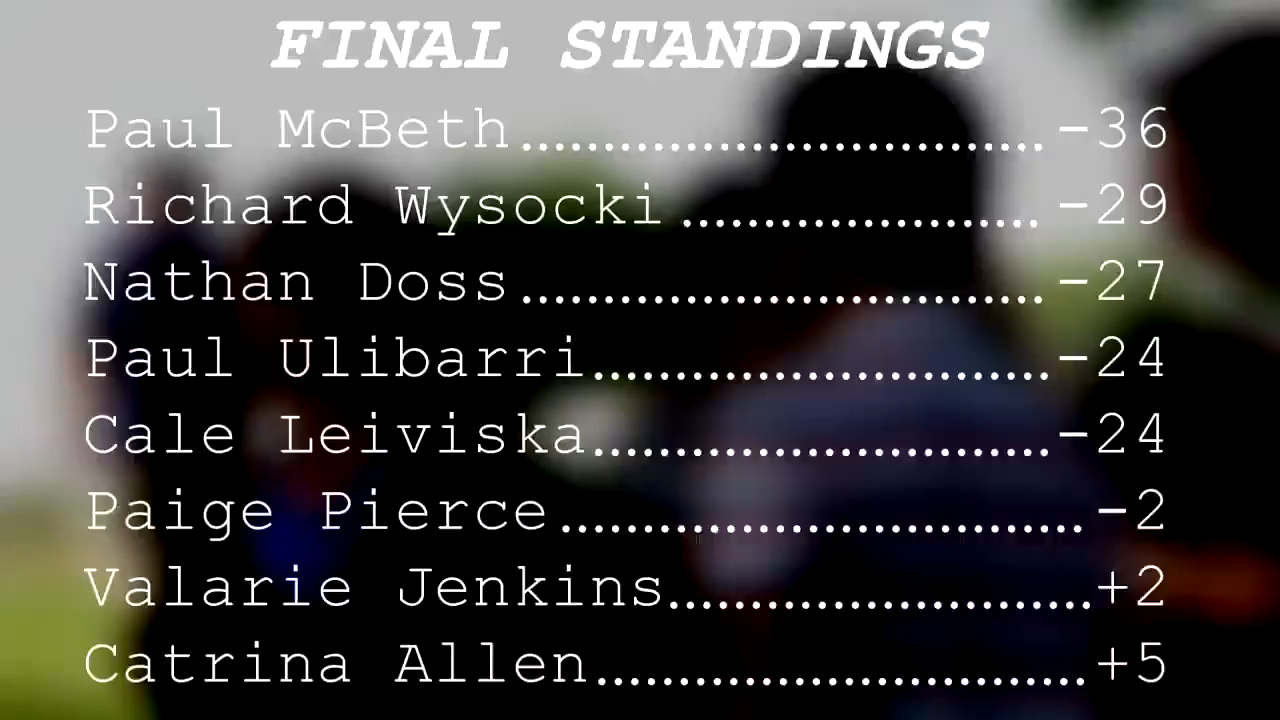 FINAL STANDINGS
Paul McBeth................................-36
Richard Wysocki......................-29
Nathan Doss................................-27
Paul Ulibarri............................-24
Cale Leiviska............................-24
Paige Pierce................................-2
Valarie Jenkins..........................+2
Catrina Allen..............................+5